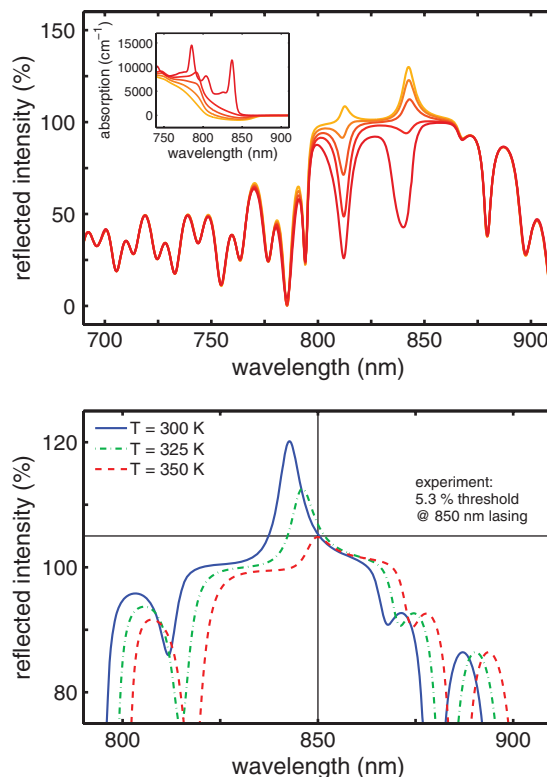 150
100
50
0
reflected intensity (%)
700
750
800
850
900
wavelength (nm)
15000
10000
5000
0
absorption (cm⁻¹)
750
800
850
900
wavelength (nm)
120
100
80
reflected intensity (%)
T = 300 K
T = 325 K
T = 350 K
experiment:
5.3 % threshold
@ 850 nm lasing
800
850
900
wavelength (nm)